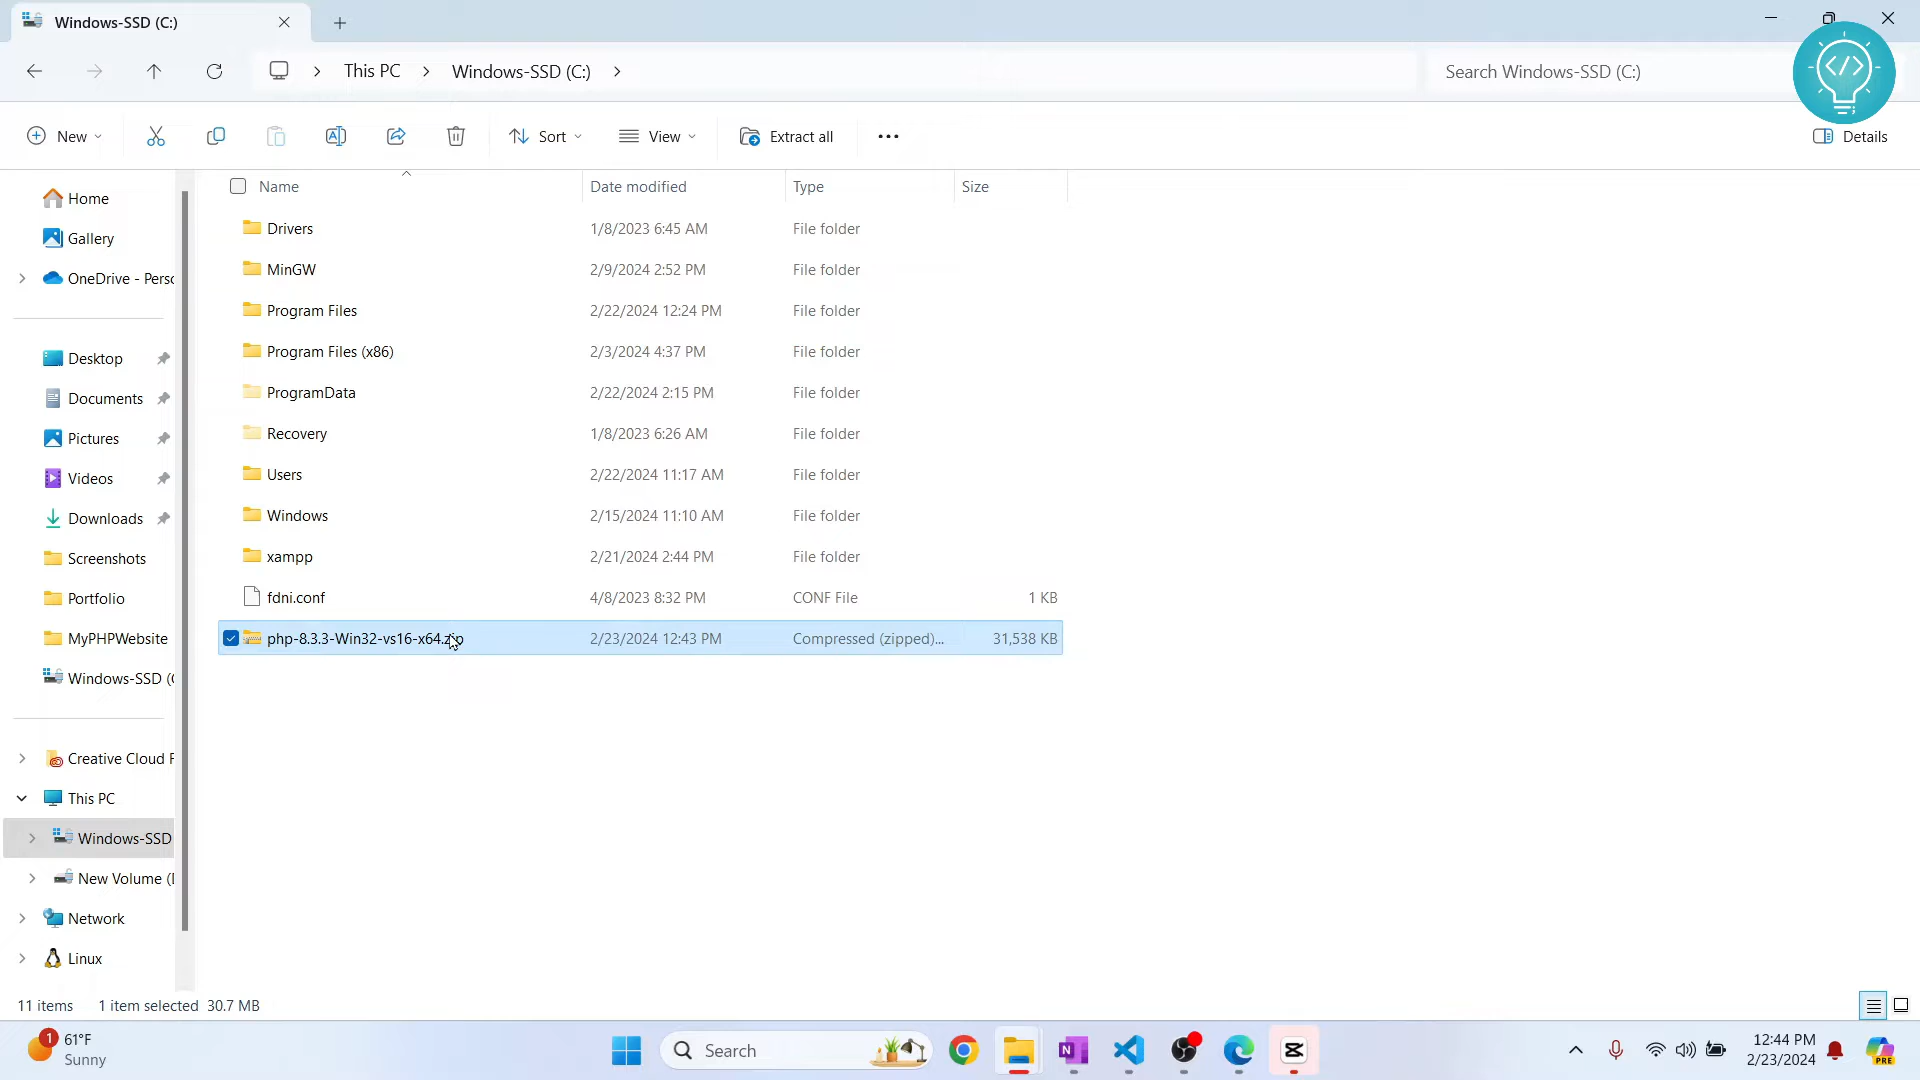 Windows-SSD (C:)
This PC
Windows-SSD (C:)
Search Windows-SSD (C:)
New
Sort
View
Extract all
Details
Name Date modified Type Size
Home
Gallery
OneDrive - Perso
Desktop
Documents
Pictures
Videos
Downloads
Screenshots
Portfolio
MyPHPWebsite
Windows-SSD (C
Creative Cloud F
This PC
Windows-SSD
New Volume (D
Network
Linux
Drivers 1/8/2023 6:45 AM File folder
MinGW 2/9/2024 2:52 PM File folder
Program Files 2/22/2024 12:24 PM File folder
Program Files (x86) 2/3/2024 4:37 PM File folder
ProgramData 2/22/2024 2:15 PM File folder
Recovery 1/8/2023 6:26 AM File folder
Users 2/22/2024 11:17 AM File folder
Windows 2/15/2024 11:10 AM File folder
xampp 2/21/2024 2:44 PM File folder
fdni.conf 4/8/2023 8:32 PM CONF File 1 KB
php-8.3.3-Win32-vs16-x64.zip 2/23/2024 12:43 PM Compressed (zipped)... 31,538 KB
11 items 1 item selected 30.7 MB
1
61°F
Sunny
Search
N
PRE
12:44 PM
2/23/2024